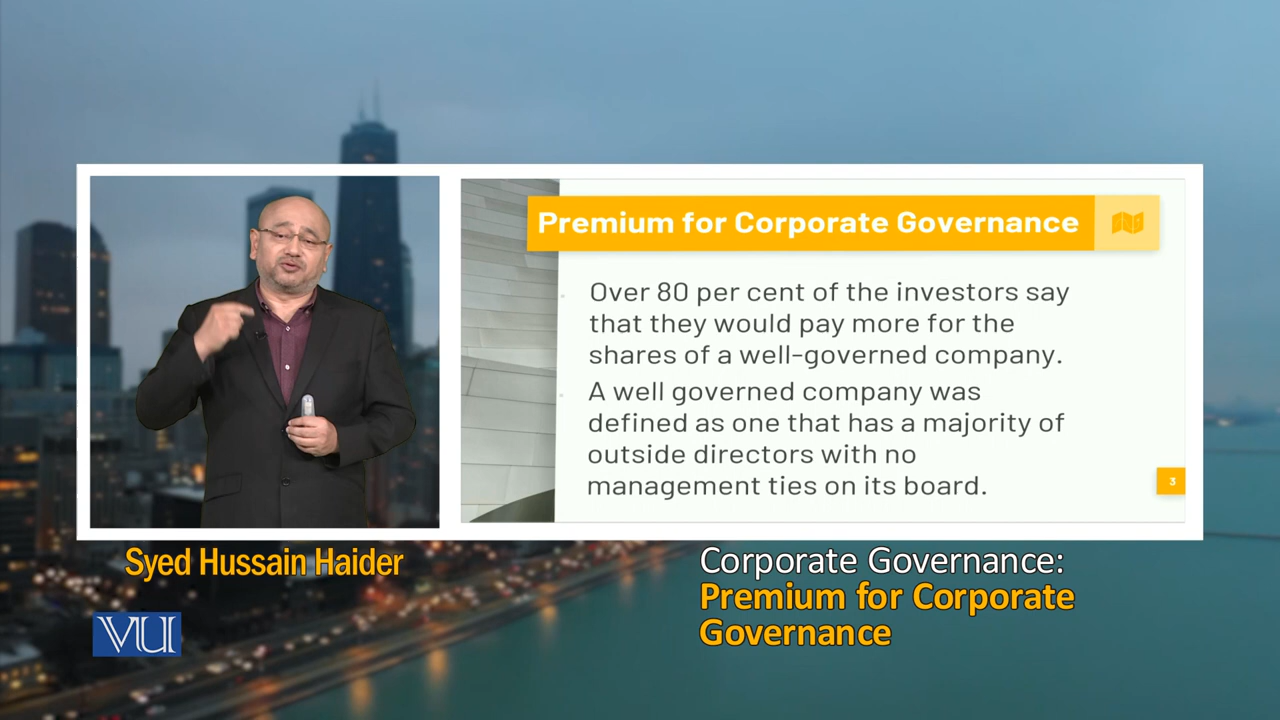 Premium for Corporate Governance
Over 80 per cent of the investors say
that they would pay more for the
shares of a well-governed company.
A well governed company was
defined as one that has a majority of
outside directors with no
management ties on its board.
3
Syed Hussain Haider
VU
Corporate Governance:
Premium for Corporate
Governance